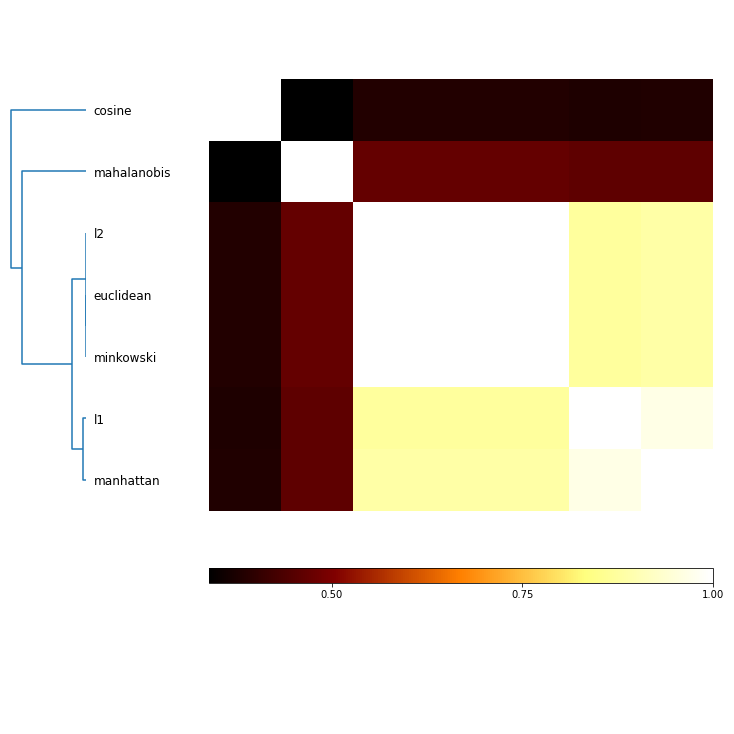 cosine
mahalanobis
l2
euclidean
minkowski
l1
manhattan
0.50 0.75 1.00